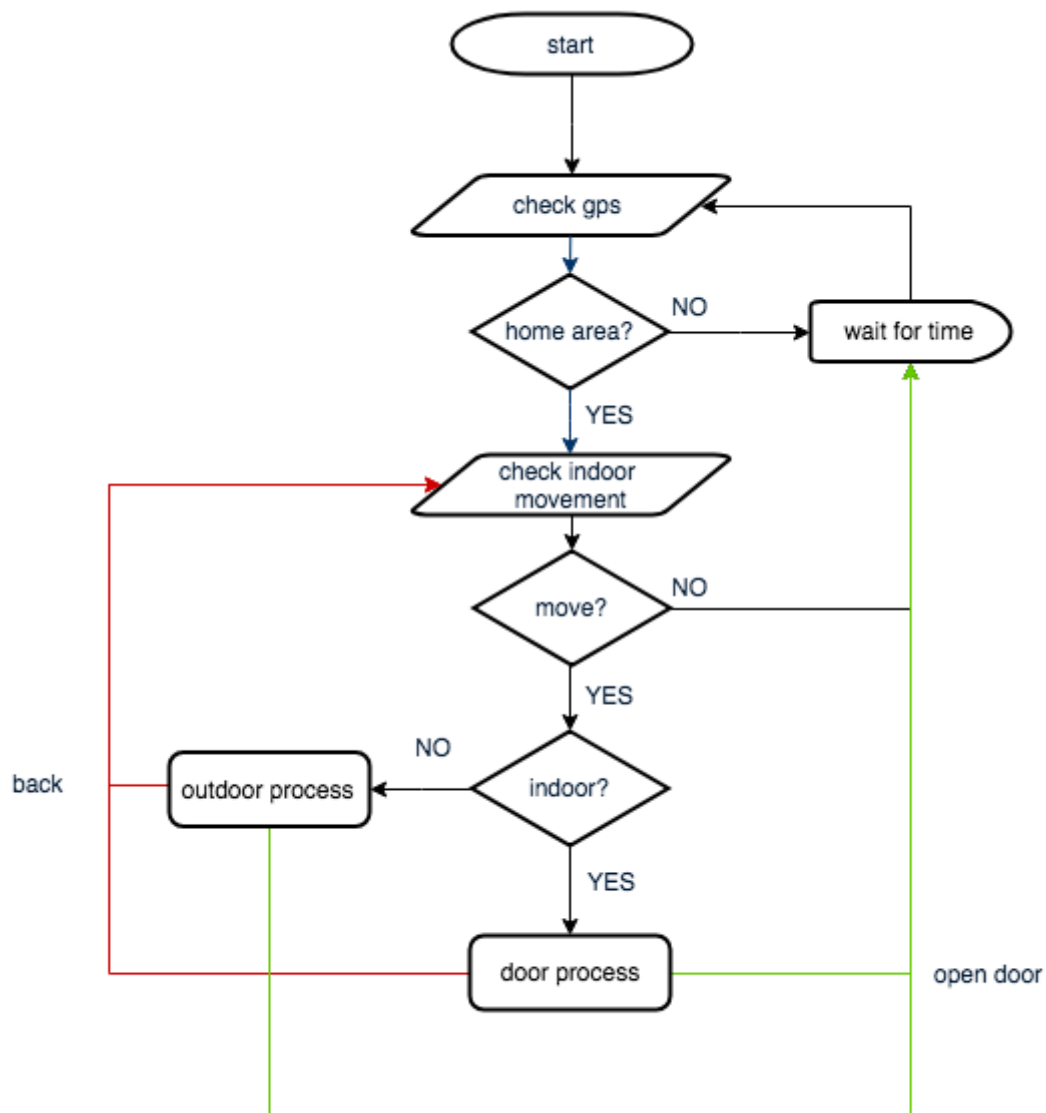 start
check gps
home area?
NO
wait for time
YES
check indoor
movement
move?
NO
YES
indoor?
NO
outdoor process
back
YES
door process
open door